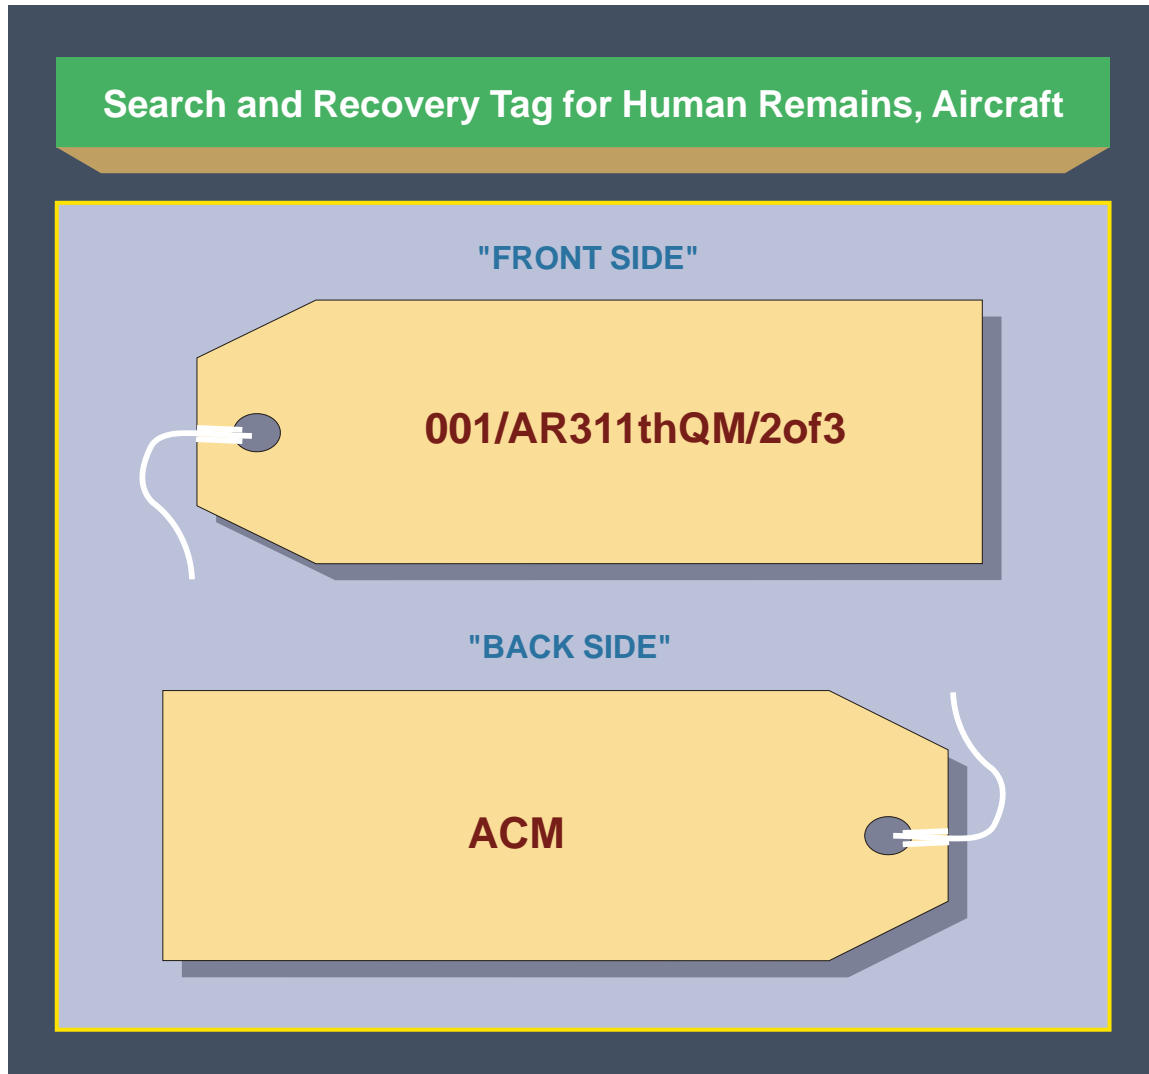 Search and Recovery Tag for Human Remains, Aircraft
"FRONT SIDE"
001/AR311thQM/2of3
"BACK SIDE"
ACM